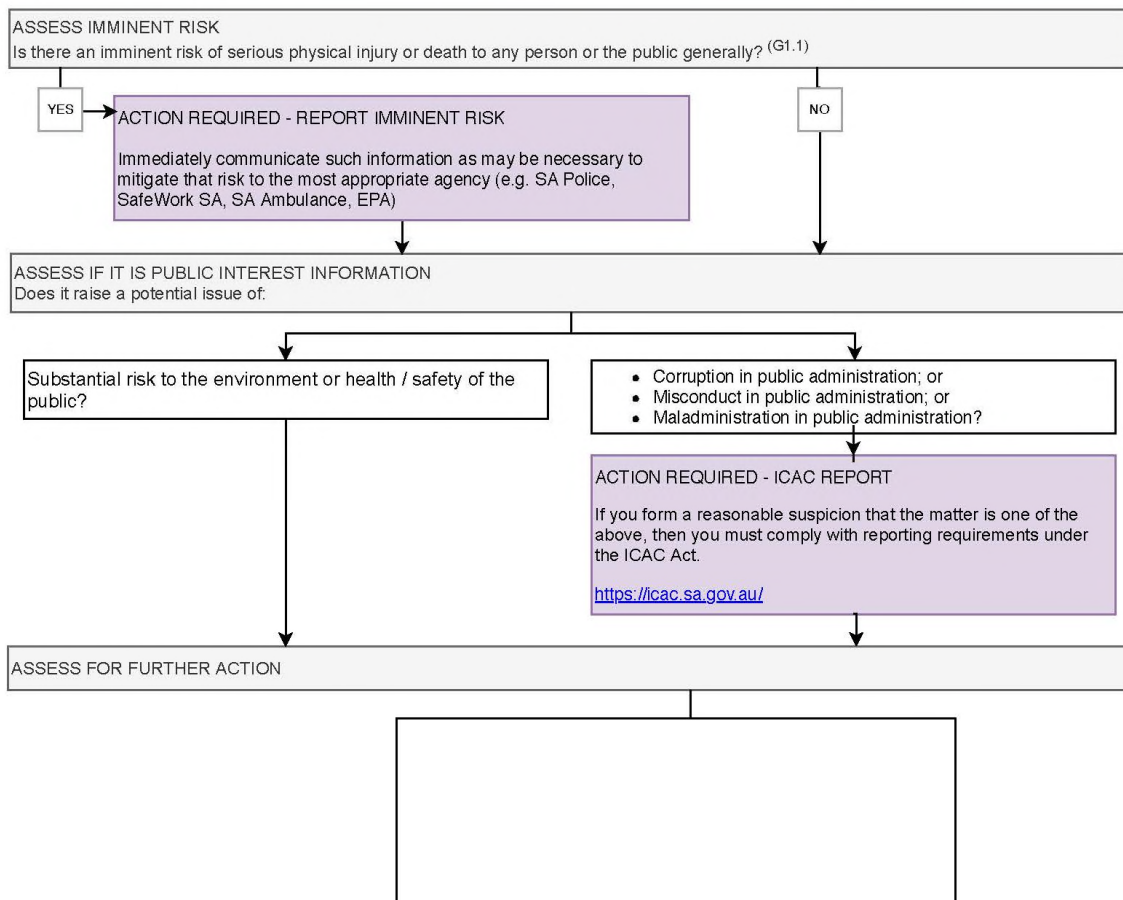 ASSESS IMMINENT RISK
Is there an imminent risk of serious physical injury or death to any person or the public generally? (G1.1)
YES
NO
ACTION REQUIRED - REPORT IMMINENT RISK
Immediately communicate such information as may be necessary to
mitigate that risk to the most appropriate agency (e.g. SA Police,
SafeWork SA, SA Ambulance, EPA)
ASSESS IF IT IS PUBLIC INTEREST INFORMATION
Does it raise a potential issue of:
Substantial risk to the environment or health / safety of the
public?
• Corruption in public administration; or
• Misconduct in public administration; or
• Maladministration in public administration?
ACTION REQUIRED - ICAC REPORT
If you form a reasonable suspicion that the matter is one of the
above, then you must comply with reporting requirements under
the ICAC Act.
https://icac.sa.gov.au/
ASSESS FOR FURTHER ACTION